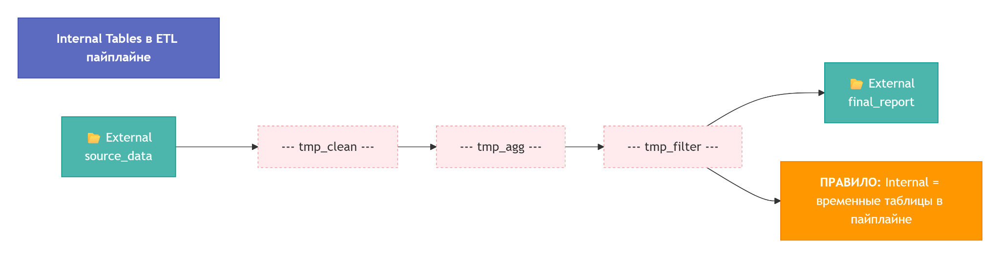 Internal Tables в ETL
пайплайне
📂 External
source_data
--- tmp_clean ---
--- tmp_agg ---
--- tmp_filter ---
📂 External
final_report
ПРАВИЛО: Internal =
временные таблицы в
пайплайне